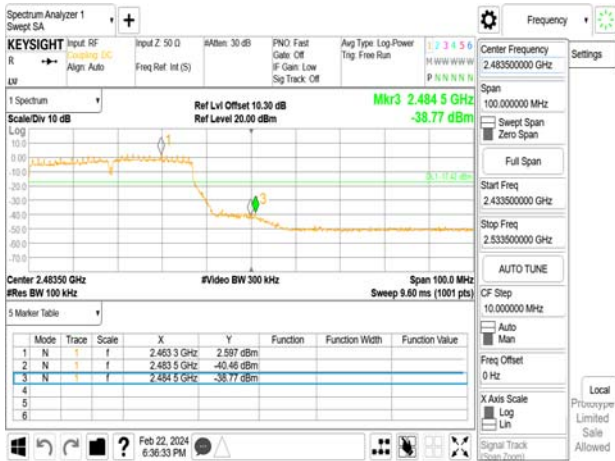 Spectrum Analyzer 1
Swept SA
Frequency
KEYSIGHT
R
Input: RF
Coupling: DC
Align: Auto
Input Z: 50 Ω
Freq Ref: Int (S)
#Atten: 30 dB
PNO: Fast
Gate: Off
IF Gain: Low
Sig Track: Off
Avg Type: Log-Power
Trig: Free Run
1 2 3 4 5 6
M W W W W W
P N N N N N
1 Spectrum
Scale/Div 10 dB
Ref Lvl Offset 10.30 dB
Ref Level 20.00 dBm
Mkr3 2.484 5 GHz
-38.77 dBm
Log
10.0
0.00
-10.0
-20.0
-30.0
-40.0
-50.0
-60.0
-70.0
1
3
Center 2.48350 GHz
#Res BW 100 kHz
#Video BW 300 kHz
Span 100.0 MHz
Sweep 9.60 ms (1001 pts)
5 Marker Table
Mode Trace Scale X Y Function Function Width Function Value
1 N 1 f 2.463 3 GHz 2.597 dBm
2 N 1 f 2.483 5 GHz -40.46 dBm
3 N 1 f 2.484 5 GHz -38.77 dBm
4
5
6
Feb 22, 2024
6:36:33 PM
Center Frequency
2.483500000 GHz
Settings
Span
100.000000 MHz
Swept Span
Zero Span
Full Span
Start Freq
2.433500000 GHz
Stop Freq
2.533500000 GHz
AUTO TUNE
CF Step
10.000000 MHz
Auto
Man
Freq Offset
0 Hz
X Axis Scale
Log
Lin
Signal Track
(Span Zoom)
Local
Prototype
Limited
Sale
Allowed